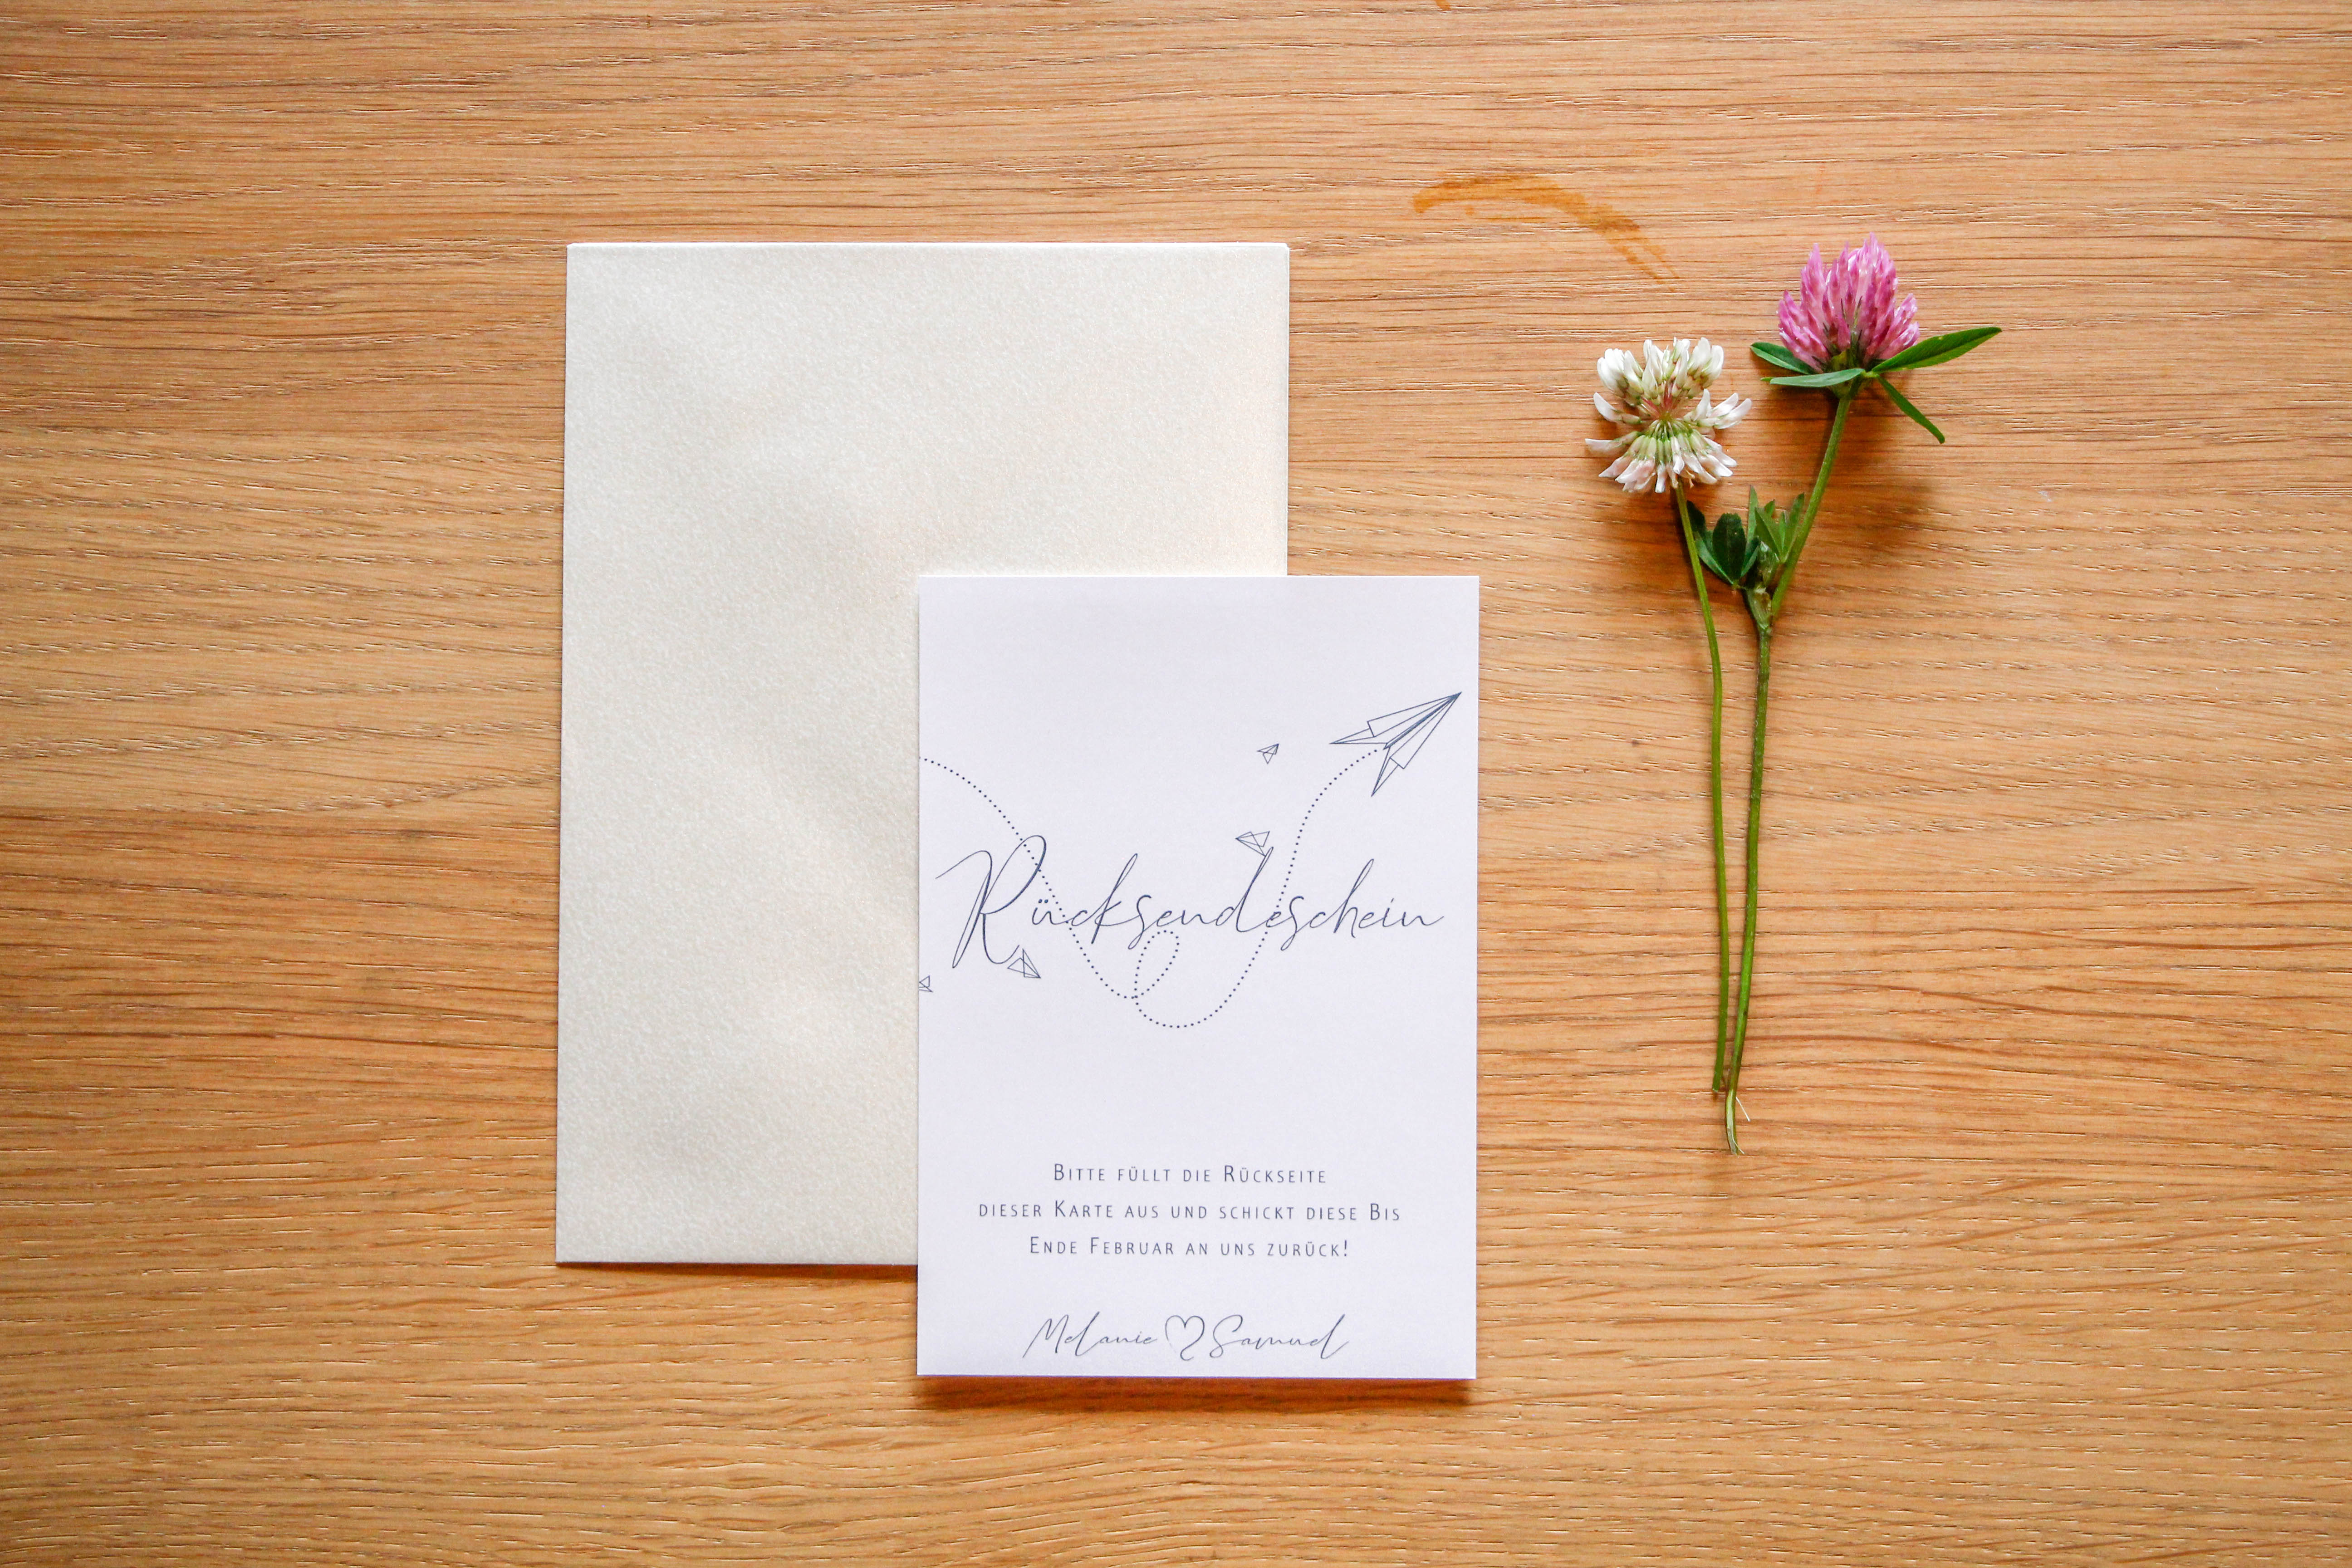 Rücksendeschein
Bitte füllt die Rückseite
dieser Karte aus und schickt diese Bis
Ende Februar an uns zurück!
Melanie ♡ Samuel